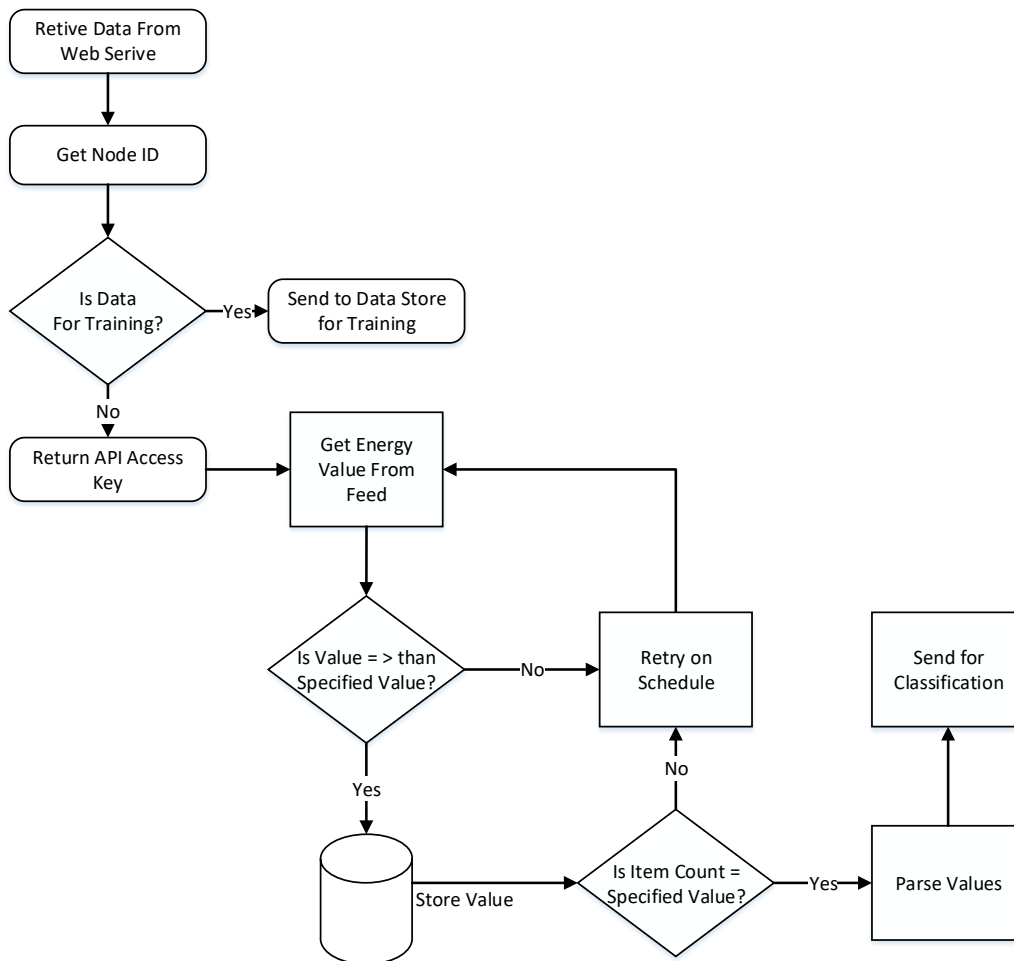 Retive Data From
Web Serive
Get Node ID
Is Data
For Training?
Yes
Send to Data Store
for Training
No
Return API Access
Key
Get Energy
Value From
Feed
Is Value = > than
Specified Value?
No
Retry on
Schedule
Send for
Classification
Yes
No
Store Value
Is Item Count =
Specified Value?
Yes
Parse Values